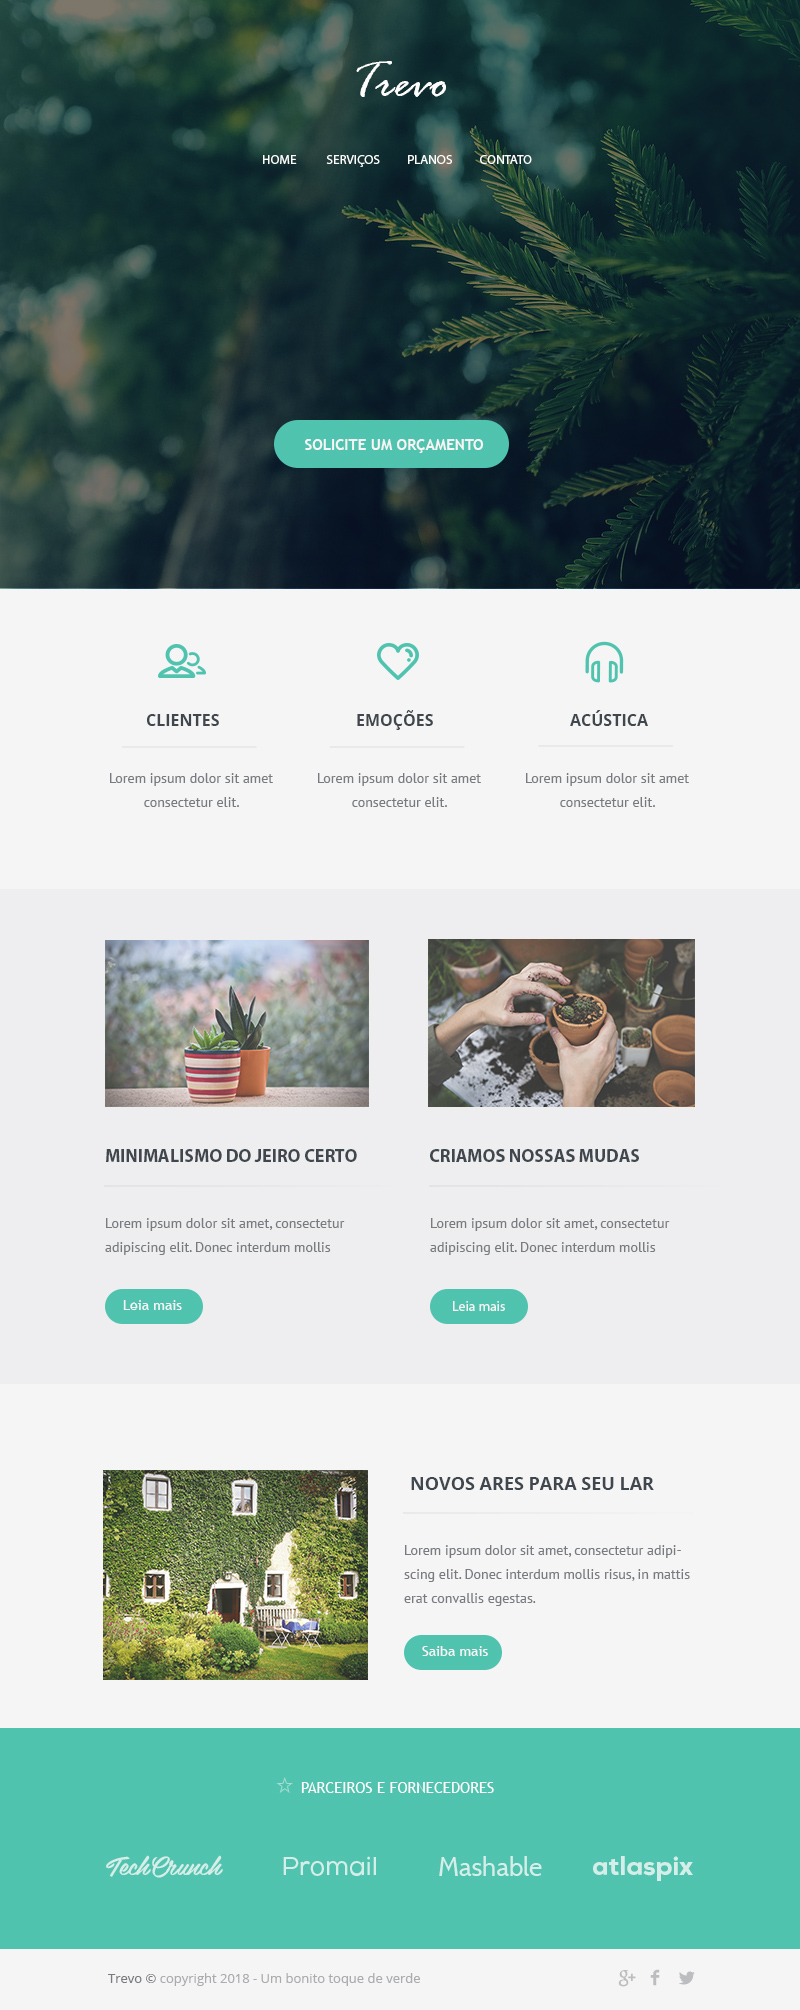 Trevo
HOME SERVIÇOS PLANOS CONTATO
SOLICITE UM ORÇAMENTO
CLIENTES
Lorem ipsum dolor sit amet
consectetur elit.
EMOÇÕES
Lorem ipsum dolor sit amet
consectetur elit.
ACÚSTICA
Lorem ipsum dolor sit amet
consectetur elit.
MINIMALISMO DO JEIRO CERTO
Lorem ipsum dolor sit amet, consectetur
adipiscing elit. Donec interdum mollis
Leia mais
CRIAMOS NOSSAS MUDAS
Lorem ipsum dolor sit amet, consectetur
adipiscing elit. Donec interdum mollis
Leia mais
NOVOS ARES PARA SEU LAR
Lorem ipsum dolor sit amet, consectetur adipi-
scing elit. Donec interdum mollis risus, in mattis
erat convallis egestas.
Saiba mais
☆ PARCEIROS E FORNECEDORES
TechCrunch Promail Mashable atlaspix
Trevo © copyright 2018 - Um bonito toque de verde g+ f